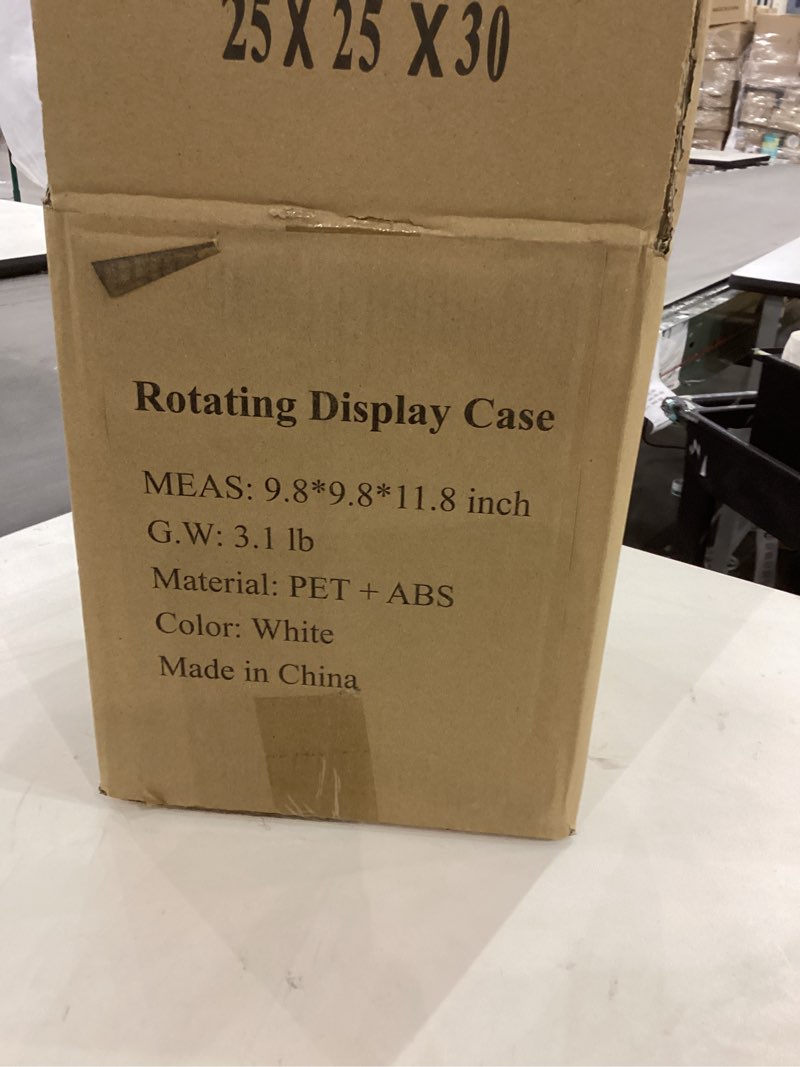 25 X 25 X 30
Rotating Display Case
MEAS: 9.8*9.8*11.8 inch
G.W: 3.1 lb
Material: PET + ABS
Color: White
Made in China